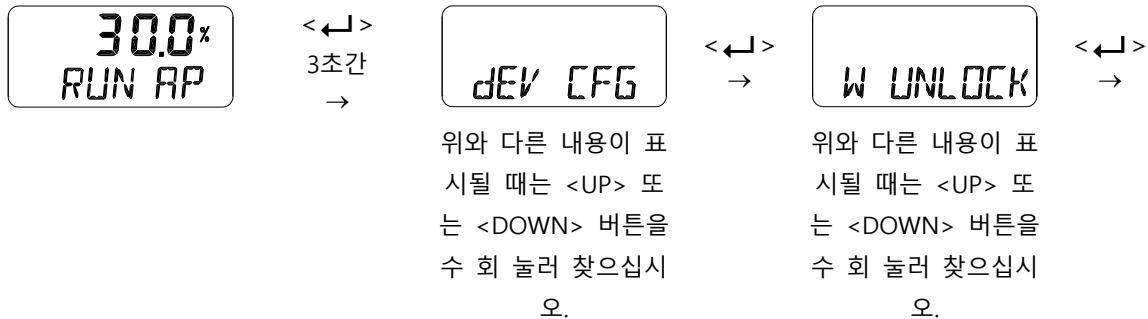 30.0%
RUN AP
<↵>
3초간
→
dEV CFG
<↵>
→
W UNLOCK
<↵>
→
위와 다른 내용이 표
시될 때는 <UP> 또
는 <DOWN> 버튼을
수 회 눌러 찾으십시
오.
위와 다른 내용이 표
시될 때는 <UP> 또
는 <DOWN> 버튼을
수 회 눌러 찾으십시
오.